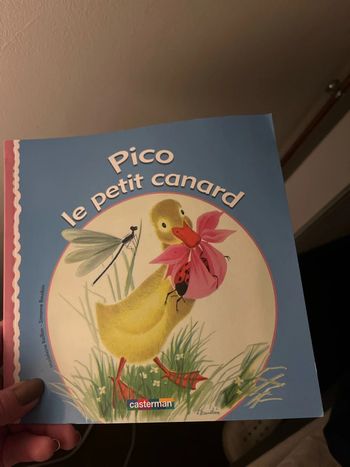 Pico
le petit canard
casterman